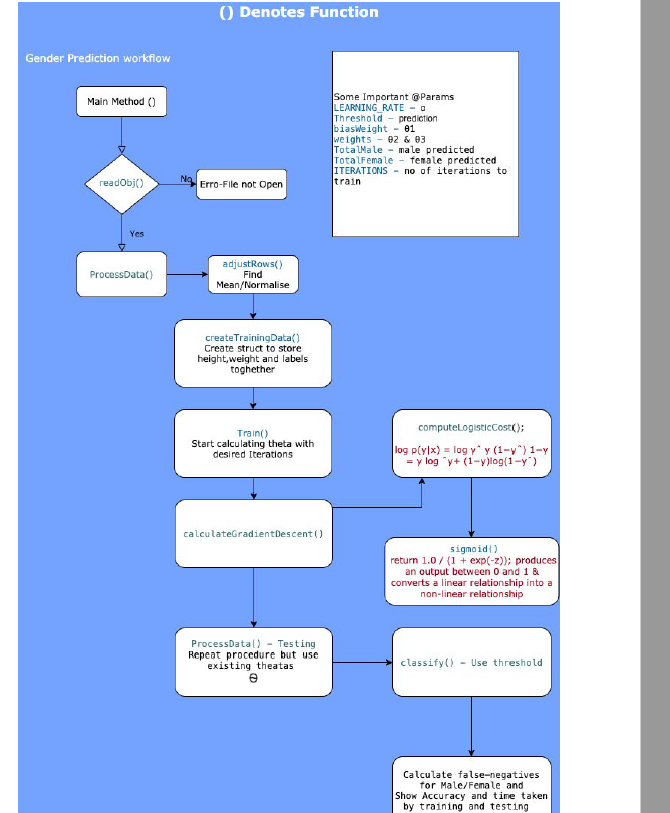 () Denotes Function
Gender Prediction workflow
Main Method ()
Some Important @Params
LEARNING_RATE - α
Threshold - prediction
biasWeight - θ1
weights - θ2 & θ3
TotalMale - male predicted
TotalFemale - female predicted
ITERATIONS - no of iterations to
train
readObj()
No
Erro-File not Open
Yes
ProcessData()
adjustRows()
Find
Mean/Normalise
createTrainingData()
Create struct to store
height,weight and labels
toghether
Train()
Start calculating theta with
desired Iterations
computeLogisticCost();
log p(y|x) = log yˆ y (1-yˆ) 1-y
= y log ˆy+ (1-y)log(1-yˆ)
calculateGradientDescent()
sigmoid()
return 1.0 / (1 + exp(-z)); produces
an output between 0 and 1 &
converts a linear relationship into a
non-linear relationship
ProcessData() - Testing
Repeat procedure but use
existing theatas
Θ
classify() - Use threshold
Calculate false-negatives
for Male/Female and
Show Accuracy and time taken
by training and testing